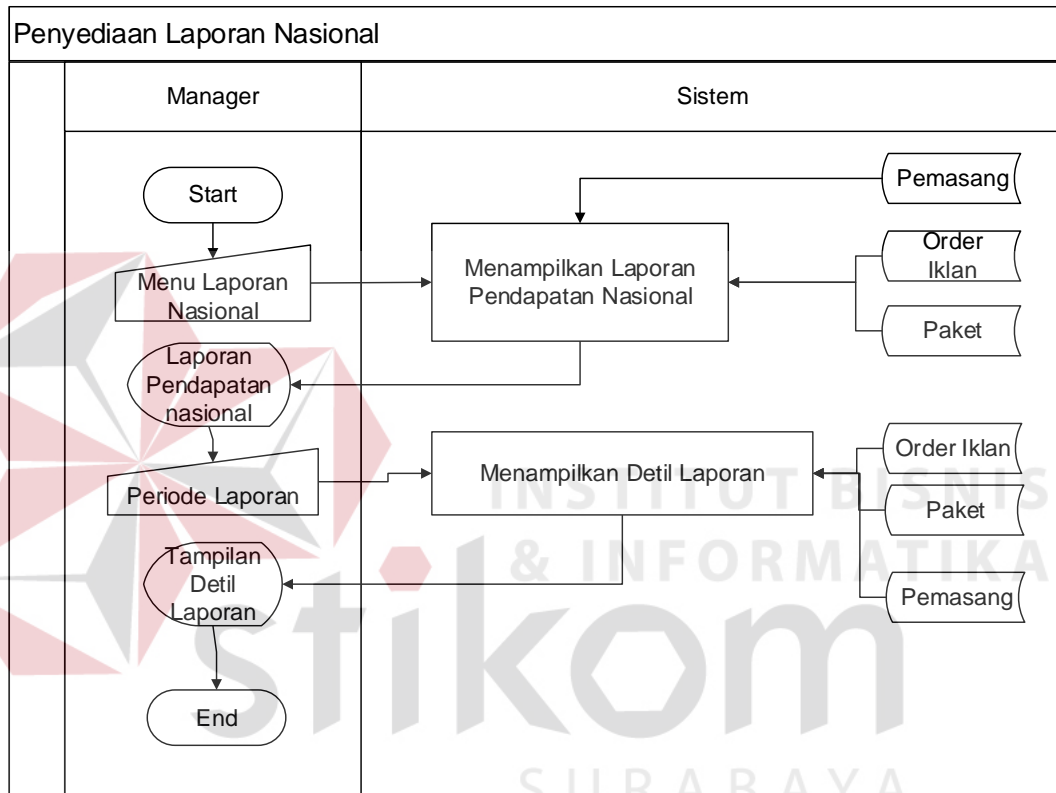 Penyediaan Laporan Nasional
Manager
Sistem
Start
Pemasang
Menu Laporan
Nasional
Menampilkan Laporan
Pendapatan Nasional
Order
Iklan
Paket
Laporan
Pendapatan
nasional
Periode Laporan
Menampilkan Detil Laporan
Order Iklan
Paket
Pemasang
Tampilan
Detil
Laporan
End
INSTITUT BISNIS
& INFORMATIKA
stikom
SURABAYA